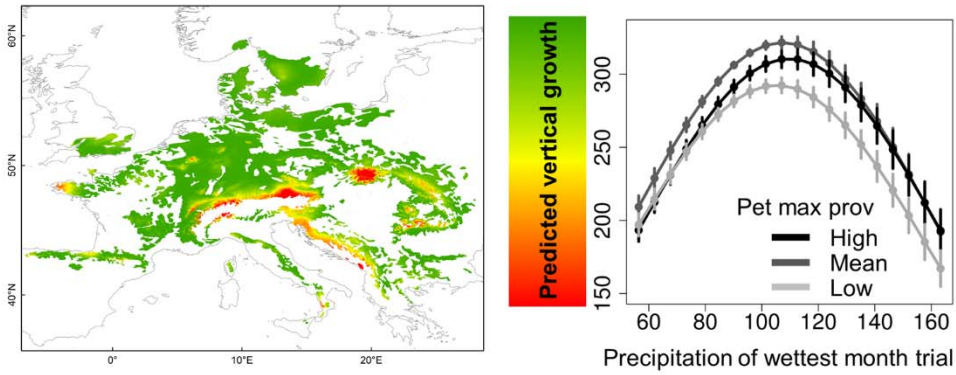 60°N
50°N
40°N
0°
10°E
20°E
Predicted vertical growth
300
250
200
150
Pet max prov
High
Mean
Low
60 80 100 120 140 160
Precipitation of wettest month trial